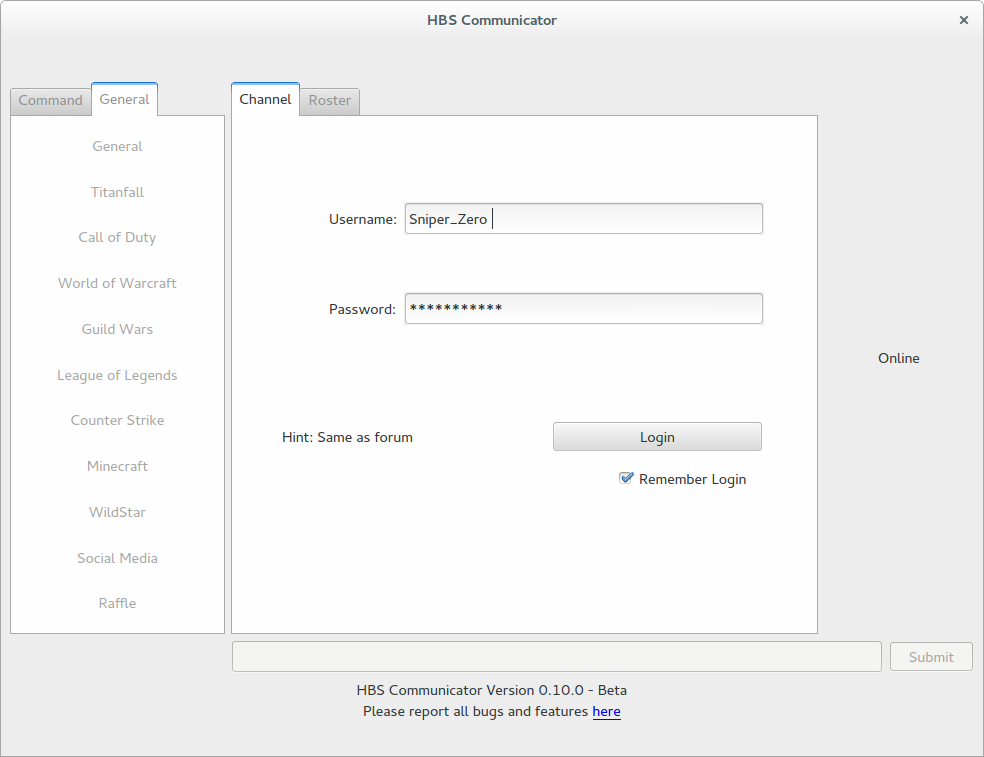 HBS Communicator
Command General
Channel Roster
General
Titanfall
Call of Duty
World of Warcraft
Guild Wars
League of Legends
Counter Strike
Minecraft
WildStar
Social Media
Raffle
Username: Sniper_Zero
Password: ***********
Hint: Same as forum
Login
Remember Login
Online
Submit
HBS Communicator Version 0.10.0 - Beta
Please report all bugs and features here